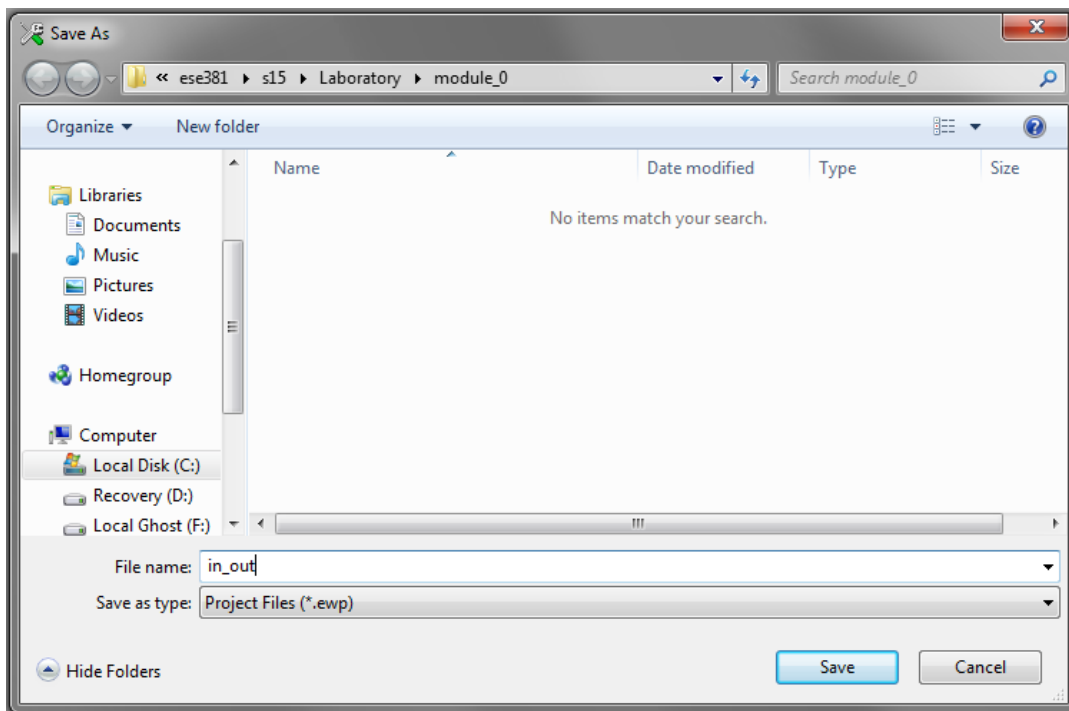 Save As
« ese381 ▸ s15 ▸ Laboratory ▸ module_0
Search module_0
Organize ▾ New folder
Name Date modified Type Size
No items match your search.
Libraries
Documents
Music
Pictures
Videos
Homegroup
Computer
Local Disk (C:)
Recovery (D:)
Local Ghost (F:)
File name: in_out
Save as type: Project Files (*.ewp)
Hide Folders
Save Cancel